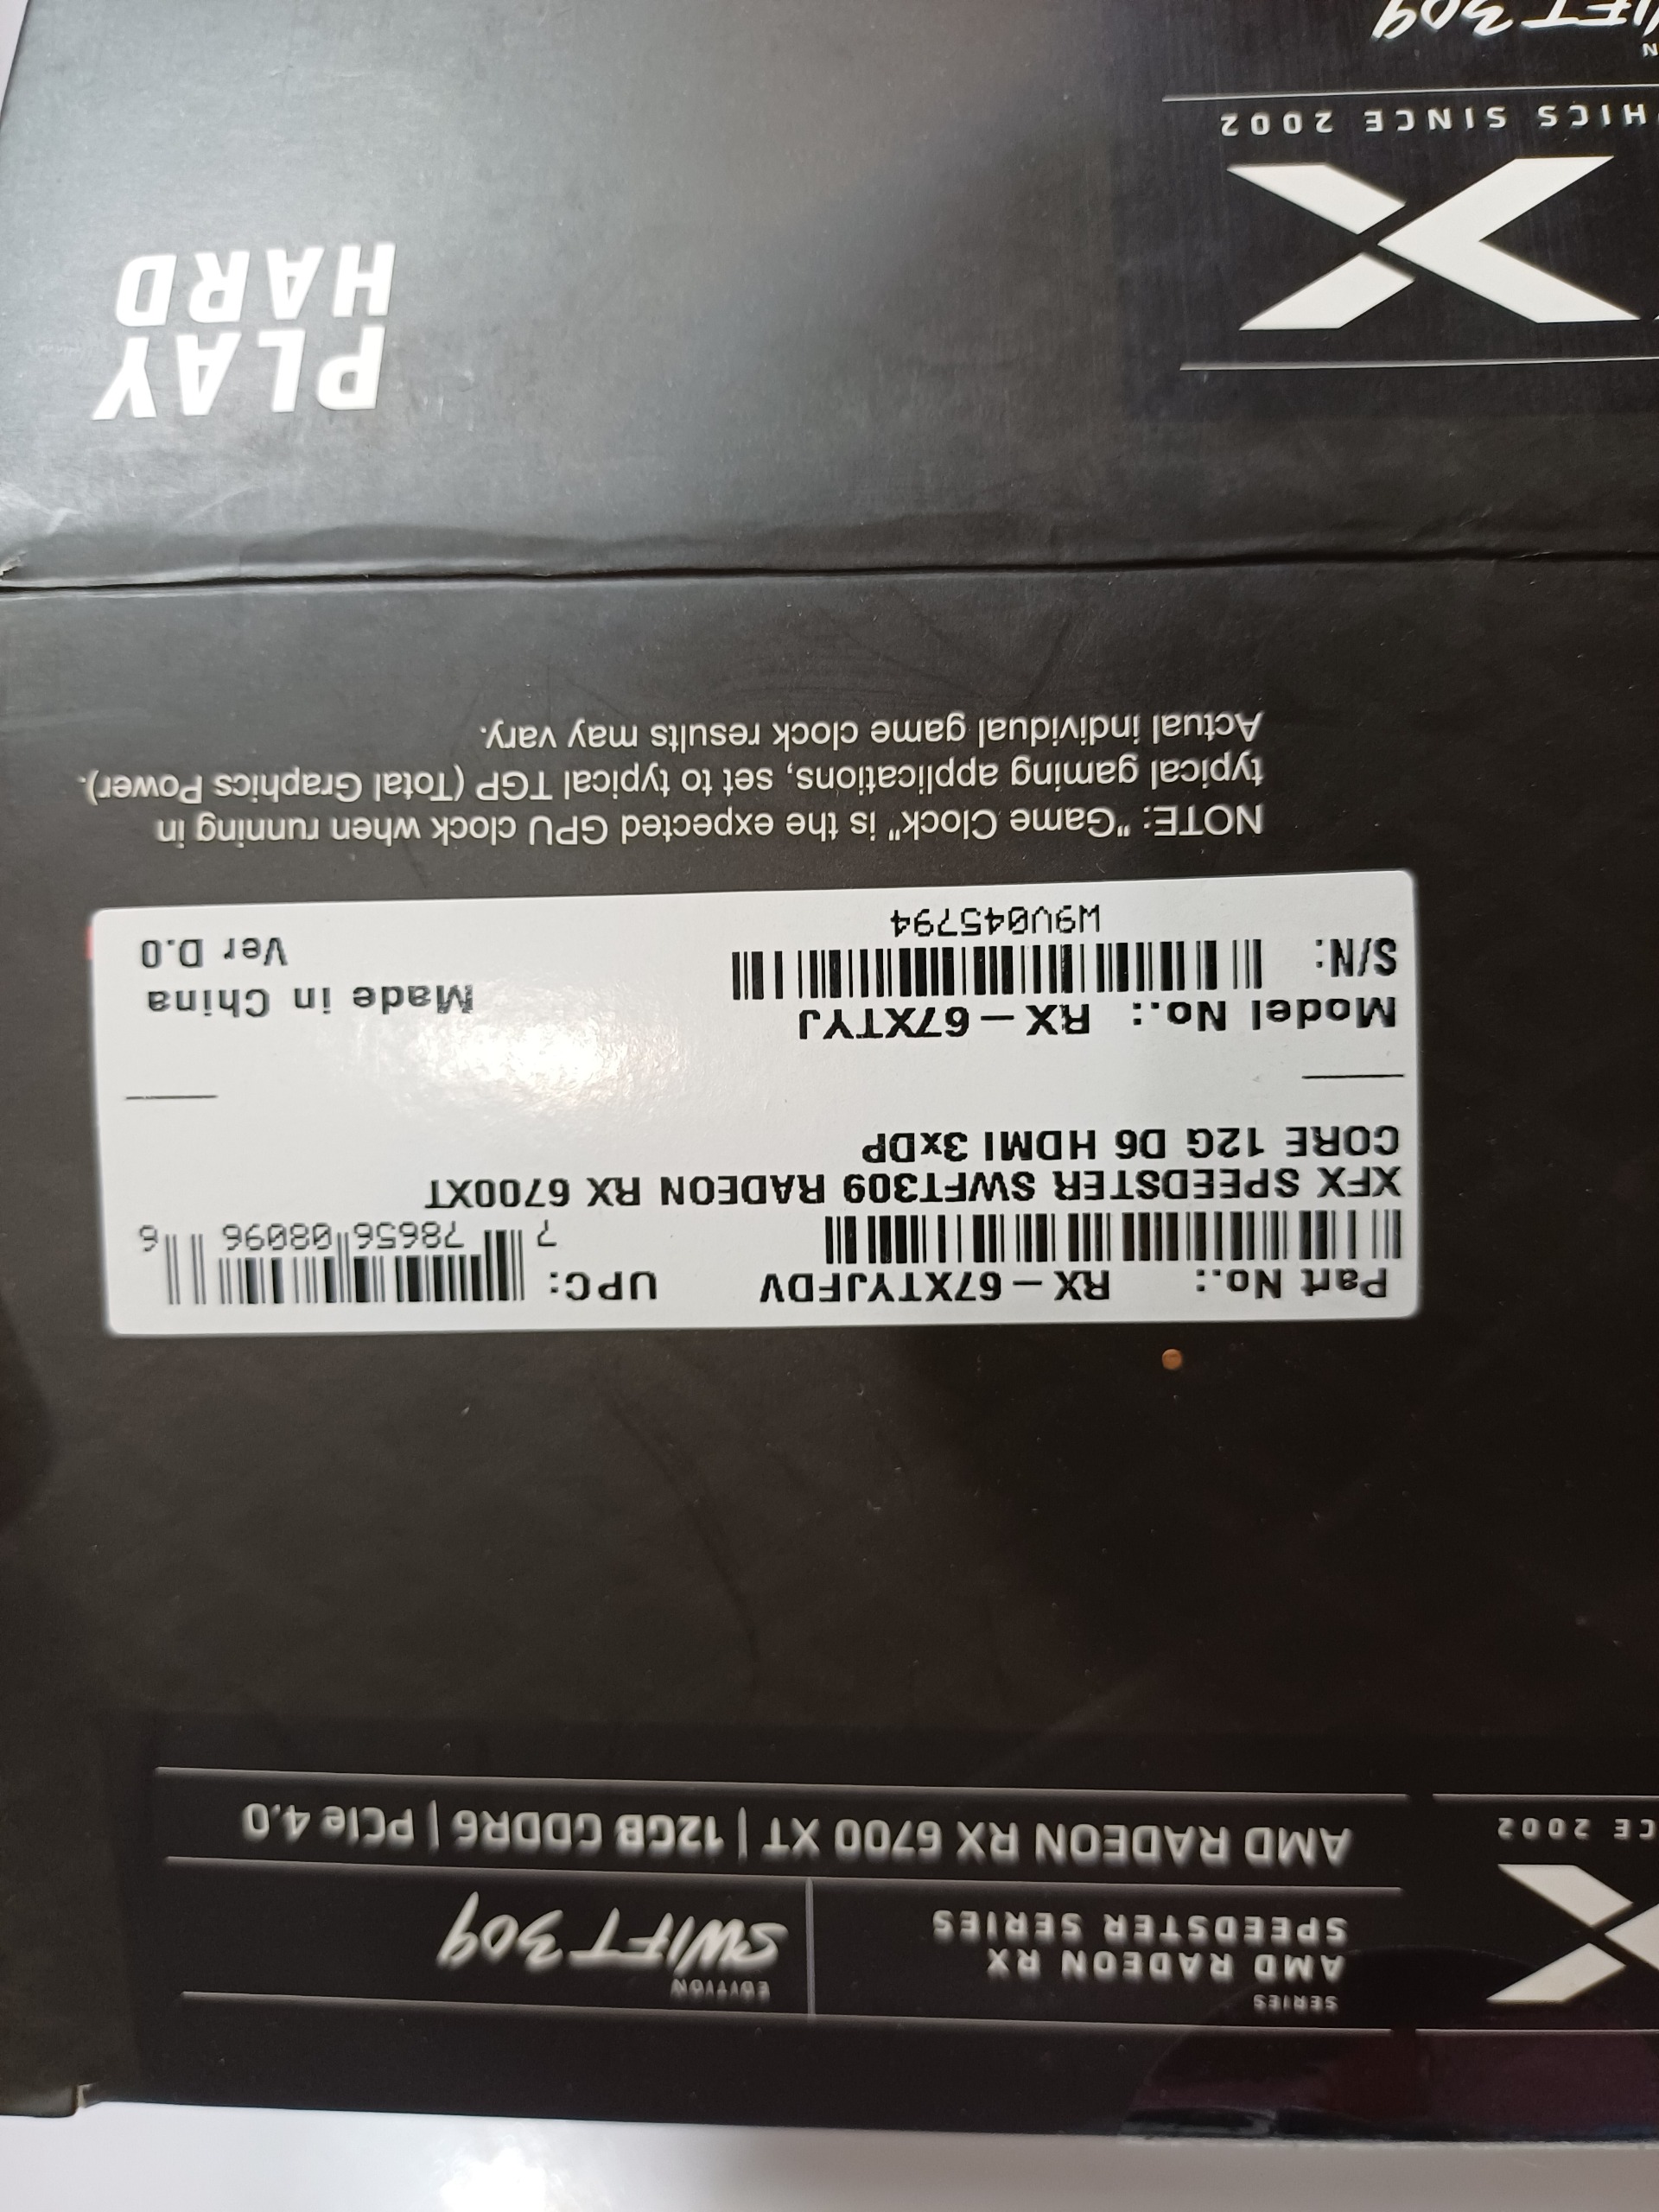 SERIES
AMD RADEON RX
SPEEDSTER SERIES
EDITION
SWIFT309
CE 2002
AMD RADEON RX 6700 XT | 12GB GDDR6 | PCIe 4.0
Part No.: RX-67XTYJFDV
UPC:
7 78656 08096 6
XFX SPEEDSTER SWFT309 RADEON RX 6700XT
CORE 12G D6 HDMI 3xDP
Model No.: RX-67XTYJ
Made in China
S/N:
W9V045794
Ver D.0
NOTE: "Game Clock" is the expected GPU clock when running in
typical gaming applications, set to typical TGP (Total Graphics Power).
Actual individual game clock results may vary.
PLAY
HARD
X
HICS SINCE 2002
N
IFT309